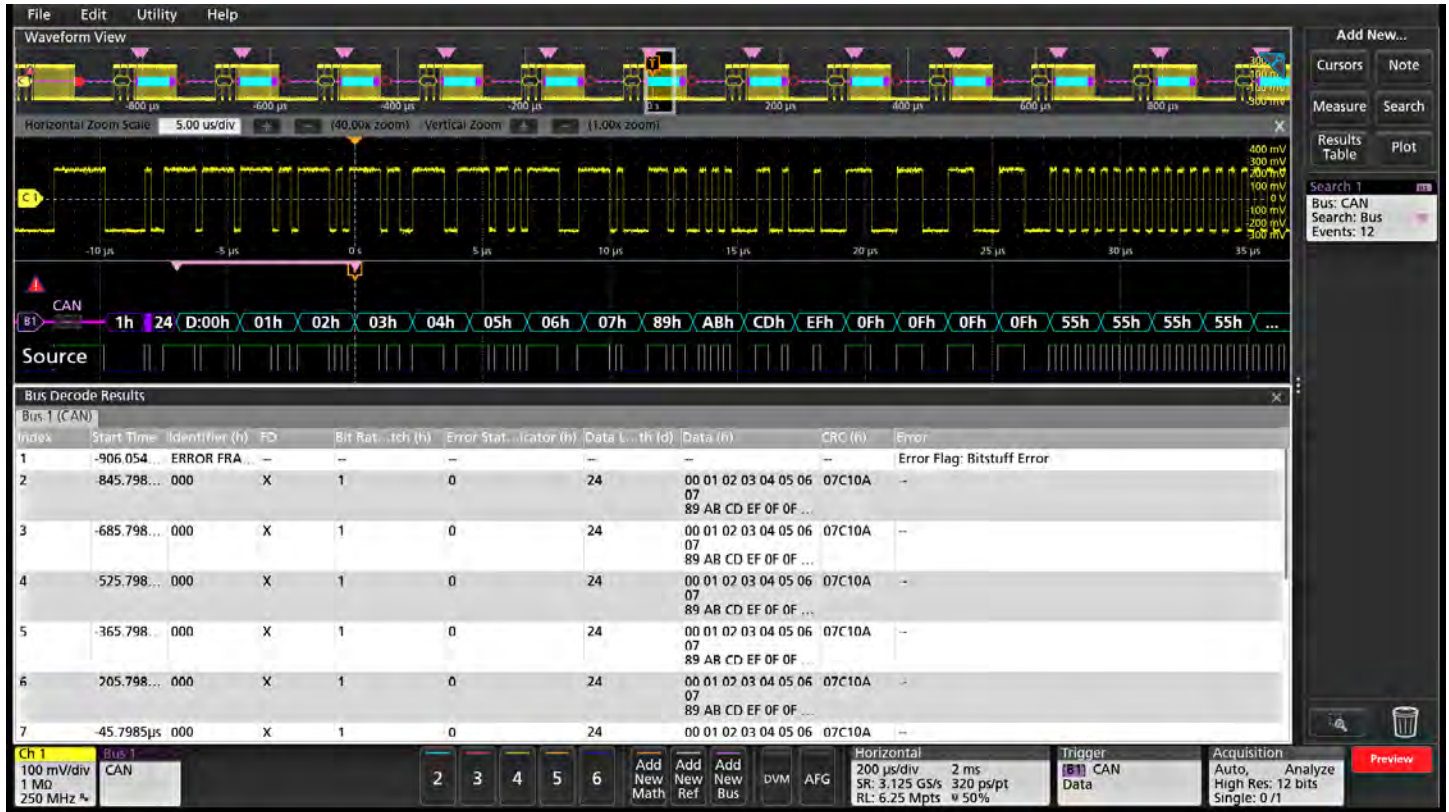 File Edit Utility Help
Waveform View
Add New...
Cursors Note
Measure Search
Results Table Plot
Search 1
Bus: CAN
Search: Bus
Events: 12
-800 µs -600 µs -400 µs -200 µs 200 µs 400 µs 600 µs 800 µs
Horizontal Zoom Scale 5.00 us/div (40.00x zoom) Vertical Zoom (1.00x zoom) X
400 mV
300 mV
200 mV
100 mV
0 V
-100 mV
-200 mV
-300 mV
C1
-10 µs -5 µs 0 s 5 µs 10 µs 15 µs 20 µs 25 µs 30 µs 35 µs
CAN
B1 1h 24 D:00h 01h 02h 03h 04h 05h 06h 07h 89h ABh CDh EFh 0Fh 0Fh 0Fh 0Fh 55h 55h 55h 55h ...
Source
Bus Decode Results
Bus 1 (CAN)
Index Start Time Identifier (h) FD Bit Rat...tch (h) Error Stat...icator (h) Data L...th (d) Data (h) CRC (h) Error
1 -906.054... ERROR FRA... -- -- -- -- -- -- Error Flag: Bitstuff Error
2 -845.798... 000 X 1 0 24 00 01 02 03 04 05 06 07C10A --
07
89 AB CD EF 0F 0F ...
3 -685.798... 000 X 1 0 24 00 01 02 03 04 05 06 07C10A --
07
89 AB CD EF 0F 0F ...
4 -525.798... 000 X 1 0 24 00 01 02 03 04 05 06 07C10A --
07
89 AB CD EF 0F 0F ...
5 -365.798... 000 X 1 0 24 00 01 02 03 04 05 06 07C10A --
07
89 AB CD EF 0F 0F ...
6 -205.798... 000 X 1 0 24 00 01 02 03 04 05 06 07C10A --
07
89 AB CD EF 0F 0F ...
7 -45.7985µs 000 X 1 0 24 00 01 02 03 04 05 06 07C10A --
Ch 1
100 mV/div
1 MΩ
250 MHz
Bus 1
CAN
2 3 4 5 6
Add New Math
Add New Ref
Add New Bus
DVM AFG
Horizontal
200 µs/div 2 ms
SR: 3.125 GS/s 320 ps/pt
RL: 6.25 Mpts 50%
Trigger
B1 CAN
Data
Acquisition
Auto, Analyze
High Res: 12 bits
Single: 0 /1
Preview